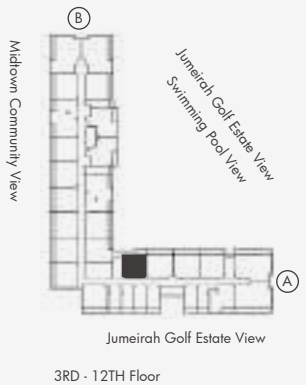 B
Midtown Community View
Jumeirah Golf Estate View
Swimming Pool View
A
Jumeirah Golf Estate View
3RD - 12TH Floor